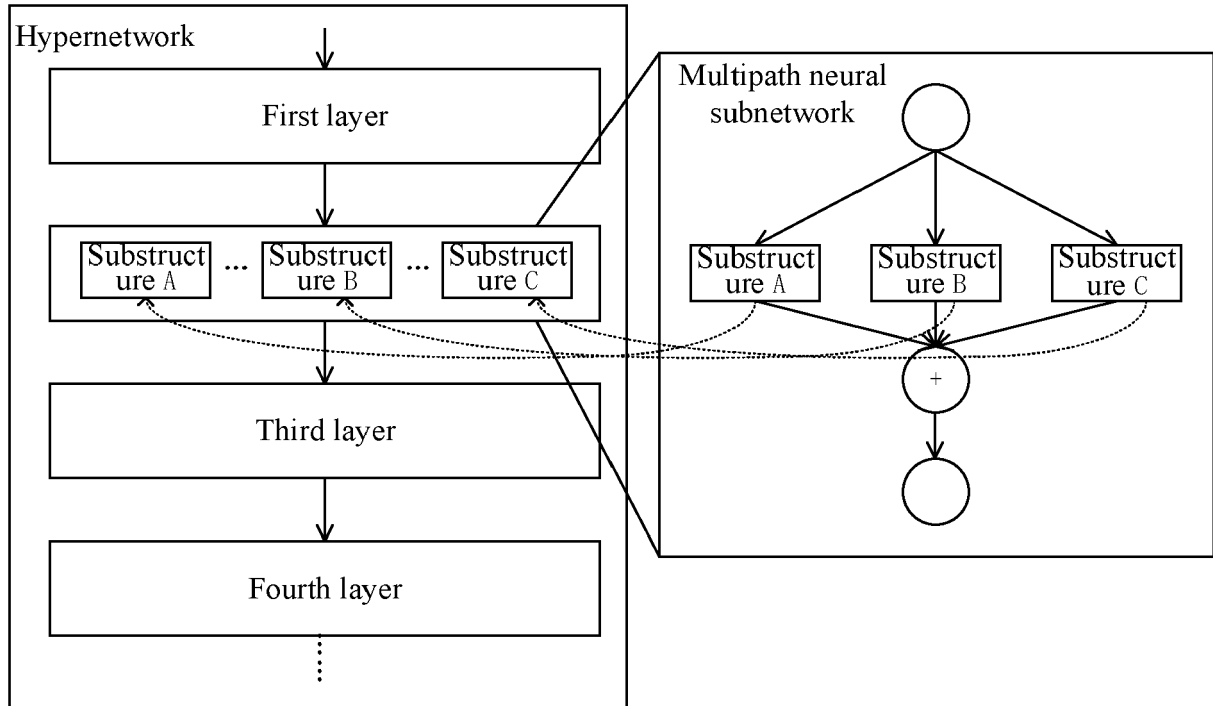 Hypernetwork
First layer
Substruct
ure A
...
Substruct
ure B
...
Substruct
ure C
Third layer
Fourth layer
Multipath neural
subnetwork
Substruct
ure A
Substruct
ure B
Substruct
ure C
+